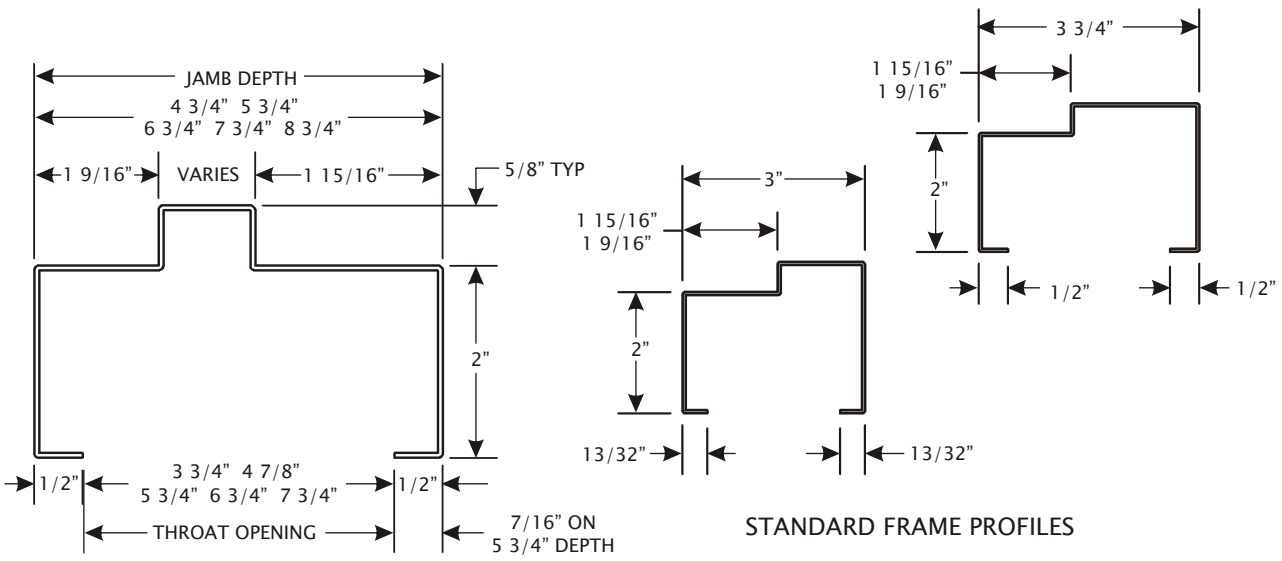 JAMB DEPTH
4 3/4” 5 3/4”
6 3/4” 7 3/4” 8 3/4”
1 9/16”
VARIES
1 15/16”
5/8” TYP
2”
1/2”
3 3/4” 4 7/8”
5 3/4” 6 3/4” 7 3/4”
1/2”
THROAT OPENING
7/16” ON
5 3/4” DEPTH
3”
1 15/16”
1 9/16”
2”
13/32”
13/32”
3 3/4”
1 15/16”
1 9/16”
2”
1/2”
1/2”
STANDARD FRAME PROFILES